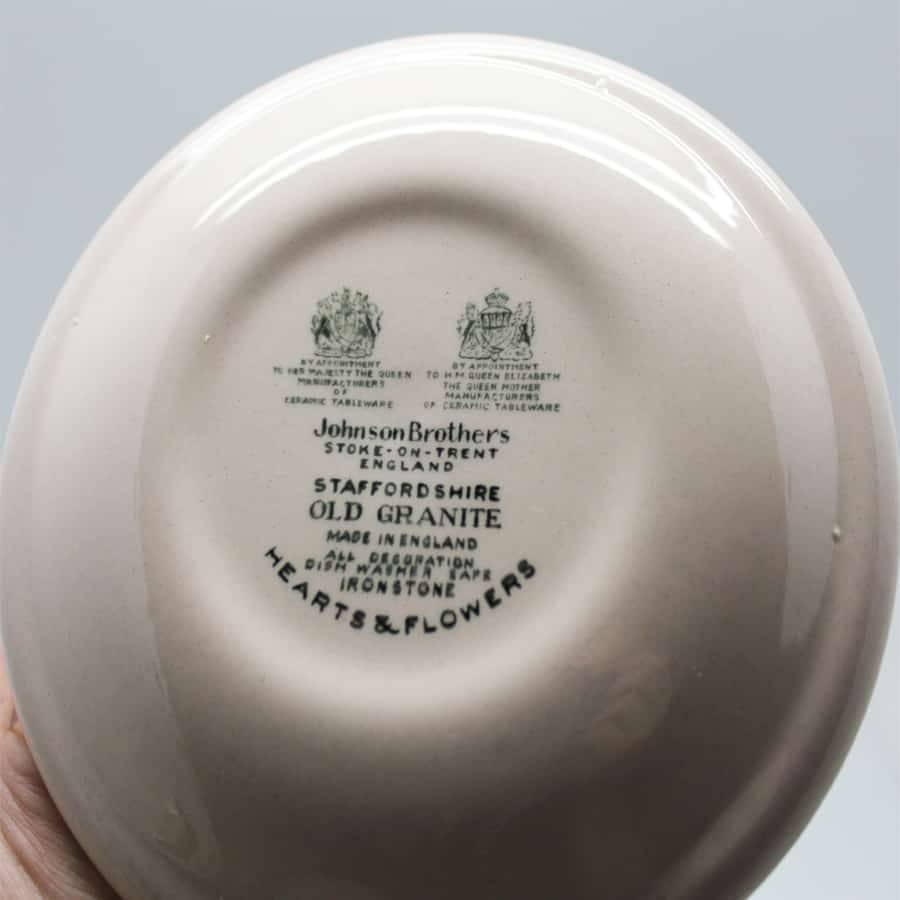 BY APPOINTMENT
TO HER MAJESTY THE QUEEN
MANUFACTURERS
OF
CERAMIC TABLEWARE
BY APPOINTMENT
TO H.M. QUEEN ELIZABETH
THE QUEEN MOTHER
MANUFACTURERS
OF CERAMIC TABLEWARE
Johnson Brothers
STOKE-ON-TRENT
ENGLAND
STAFFORDSHIRE
OLD GRANITE
MADE IN ENGLAND
ALL DECORATION
DISH WASHER SAFE
IRONSTONE
HEARTS & FLOWERS